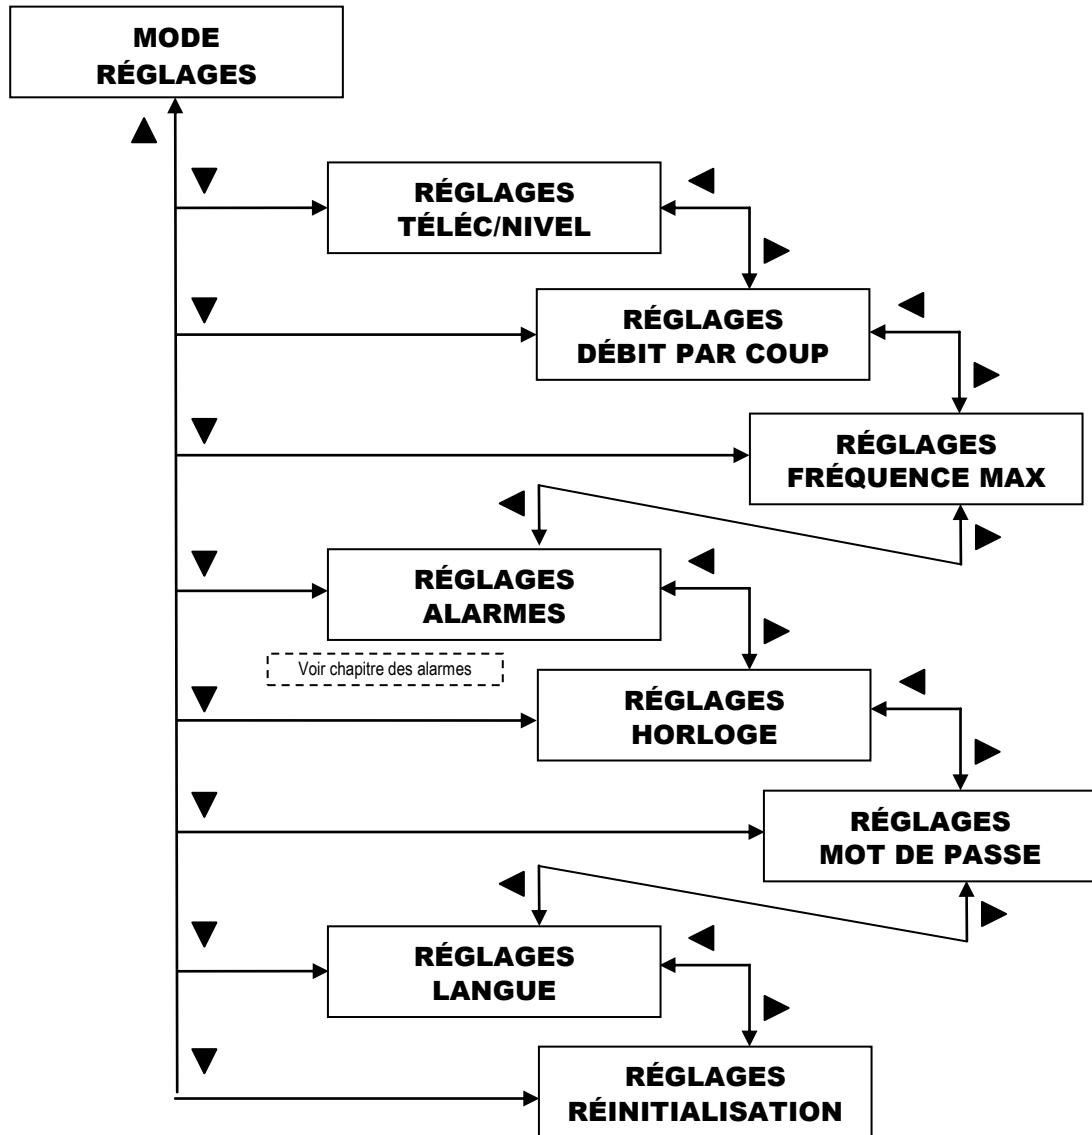 MODE
RÉGLAGES
RÉGLAGES
TÉLÉC/NIVEL
RÉGLAGES
DÉBIT PAR COUP
RÉGLAGES
FRÉQUENCE MAX
RÉGLAGES
ALARMES
Voir chapitre des alarmes
RÉGLAGES
HORLOGE
RÉGLAGES
MOT DE PASSE
RÉGLAGES
LANGUE
RÉGLAGES
RÉINITIALISATION